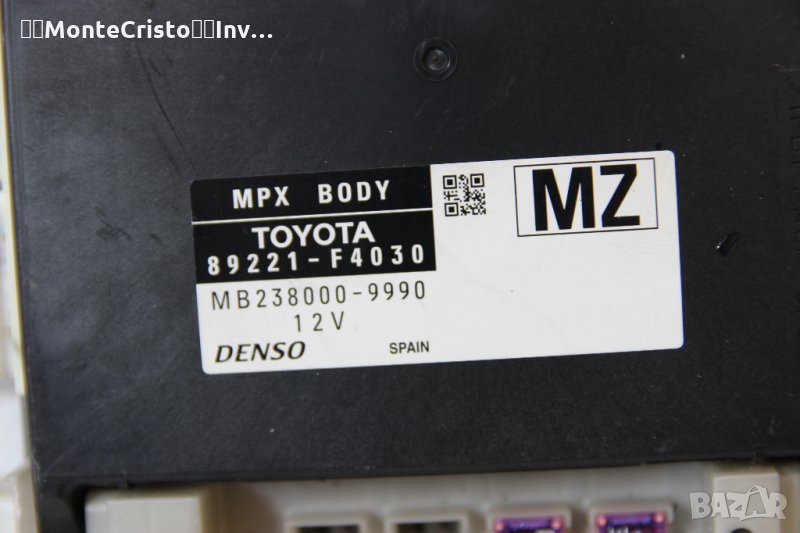 MonteCristo Inv...
MPX BODY
MZ
TOYOTA
89221-F4030
MB238000-9990
12V
DENSO
SPAIN
BAZAR